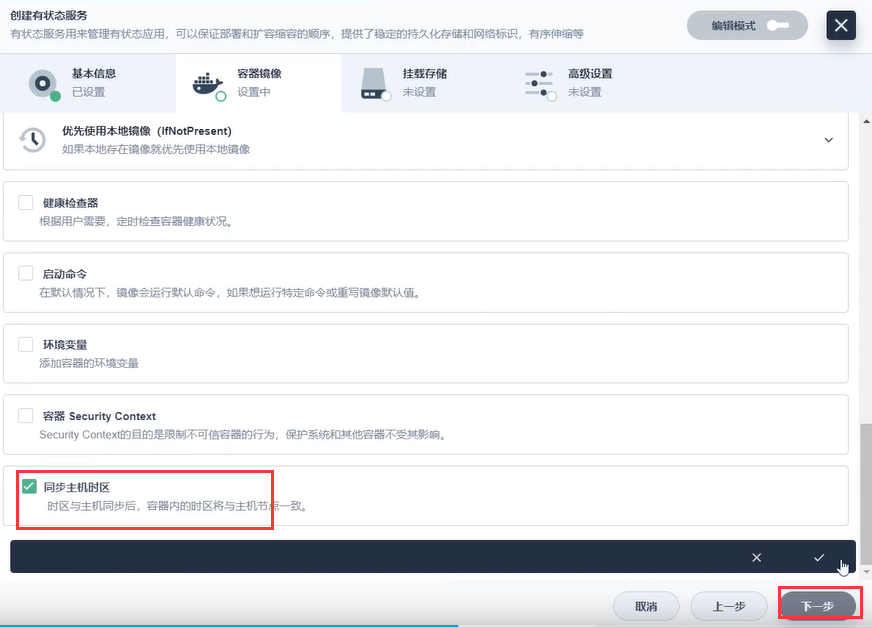 创建有状态服务
有状态服务用来管理有状态应用，可以保证部署和扩容缩容的顺序，提供了稳定的持久化存储和网络标识，有序伸缩等
编辑模式
基本信息
已设置
容器镜像
设置中
挂载存储
未设置
高级设置
未设置
优先使用本地镜像（IfNotPresent)
如果本地存在镜像就优先使用本地镜像
健康检查器
根据用户需要，定时检查容器健康状况。
启动命令
在默认情况下，镜像会运行默认命令，如果想运行特定命令或重写镜像默认值。
环境变量
添加容器的环境变量
容器 Security Context
Security Context的目的是限制不可信容器的行为，保护系统和其他容器不受其影响。
同步主机时区
时区与主机同步后，容器内的时区将与主机节点一致。
取消
上一步
下一步